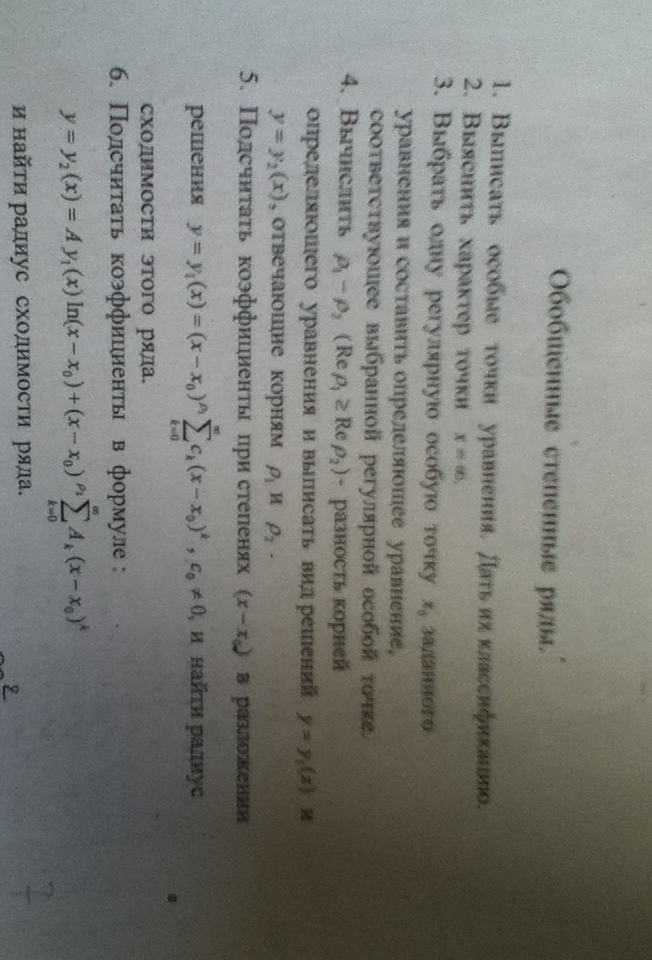 Обобщенные степенные ряды.
1. Выписать особые точки уравнения. Дать их классификацию.
2. Выяснить характер точки x = ∞.
3. Выбрать одну регулярную особую точку x₀ заданного
уравнения и составить определяющее уравнение,
соответствующее выбранной регулярной особой точке.
4. Вычислить ρ₁ − ρ₂ (Re ρ₁ ≥ Re ρ₂) - разность корней
определяющего уравнения и выписать вид решений y = y₁(x) и
y = y₂(x), отвечающие корням ρ₁ и ρ₂.
5. Подсчитать коэффициенты при степенях (x − x₀) в разложении
решения y = y₁(x) = (x − x₀)^ρ₁ ∑_{k=0}^{∞} c_k (x − x₀)^k, c₀ ≠ 0, и найти радиус
сходимости этого ряда.
6. Подсчитать коэффициенты в формуле :
y = y₂(x) = A y₁(x) ln(x − x₀) + (x − x₀)^ρ₂ ∑_{k=0}^{∞} A_k (x − x₀)^k
и найти радиус сходимости ряда.